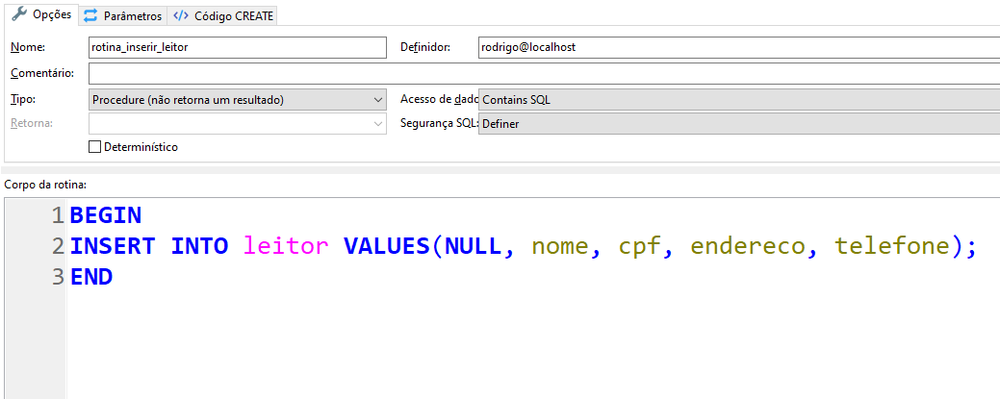 Opções Parâmetros </> Código CREATE
Nome: rotina_inserir_leitor Definidor: rodrigo@localhost
Comentário:
Tipo: Procedure (não retorna um resultado) Acesso de dado Contains SQL
Retorna: Segurança SQL: Definer
Determinístico
Corpo da rotina:
1 BEGIN
2 INSERT INTO leitor VALUES(NULL, nome, cpf, endereco, telefone);
3 END